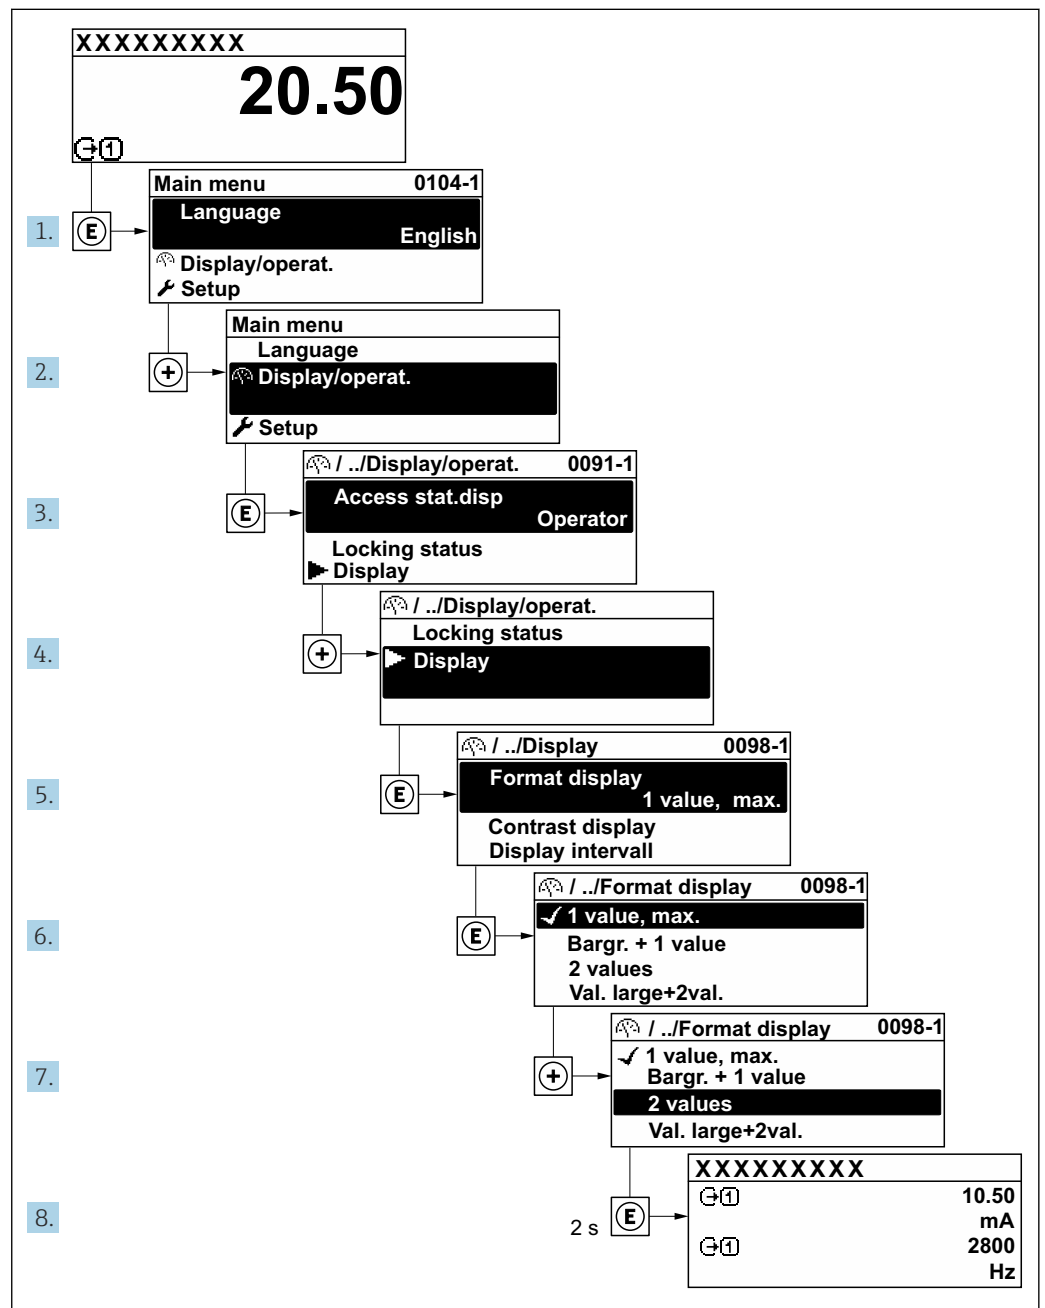 XXXXXXXXX
20.50
1
Main menu 0104-1
Language
1. E English
Display/operat.
Setup
Main menu
Language
2. + Display/operat.
Setup
/ ../Display/operat. 0091-1
Access stat.disp
3. E Operator
Locking status
Display
/ ../Display/operat.
Locking status
4. + Display
/ ../Display 0098-1
Format display
5. E 1 value, max.
Contrast display
Display intervall
/ ../Format display 0098-1
1 value, max.
6. E Bargr. + 1 value
2 values
Val. large+2val.
/ ../Format display 0098-1
1 value, max.
7. + Bargr. + 1 value
2 values
Val. large+2val.
XXXXXXXXX
1 10.50
8. 2 s E mA
1 2800
Hz